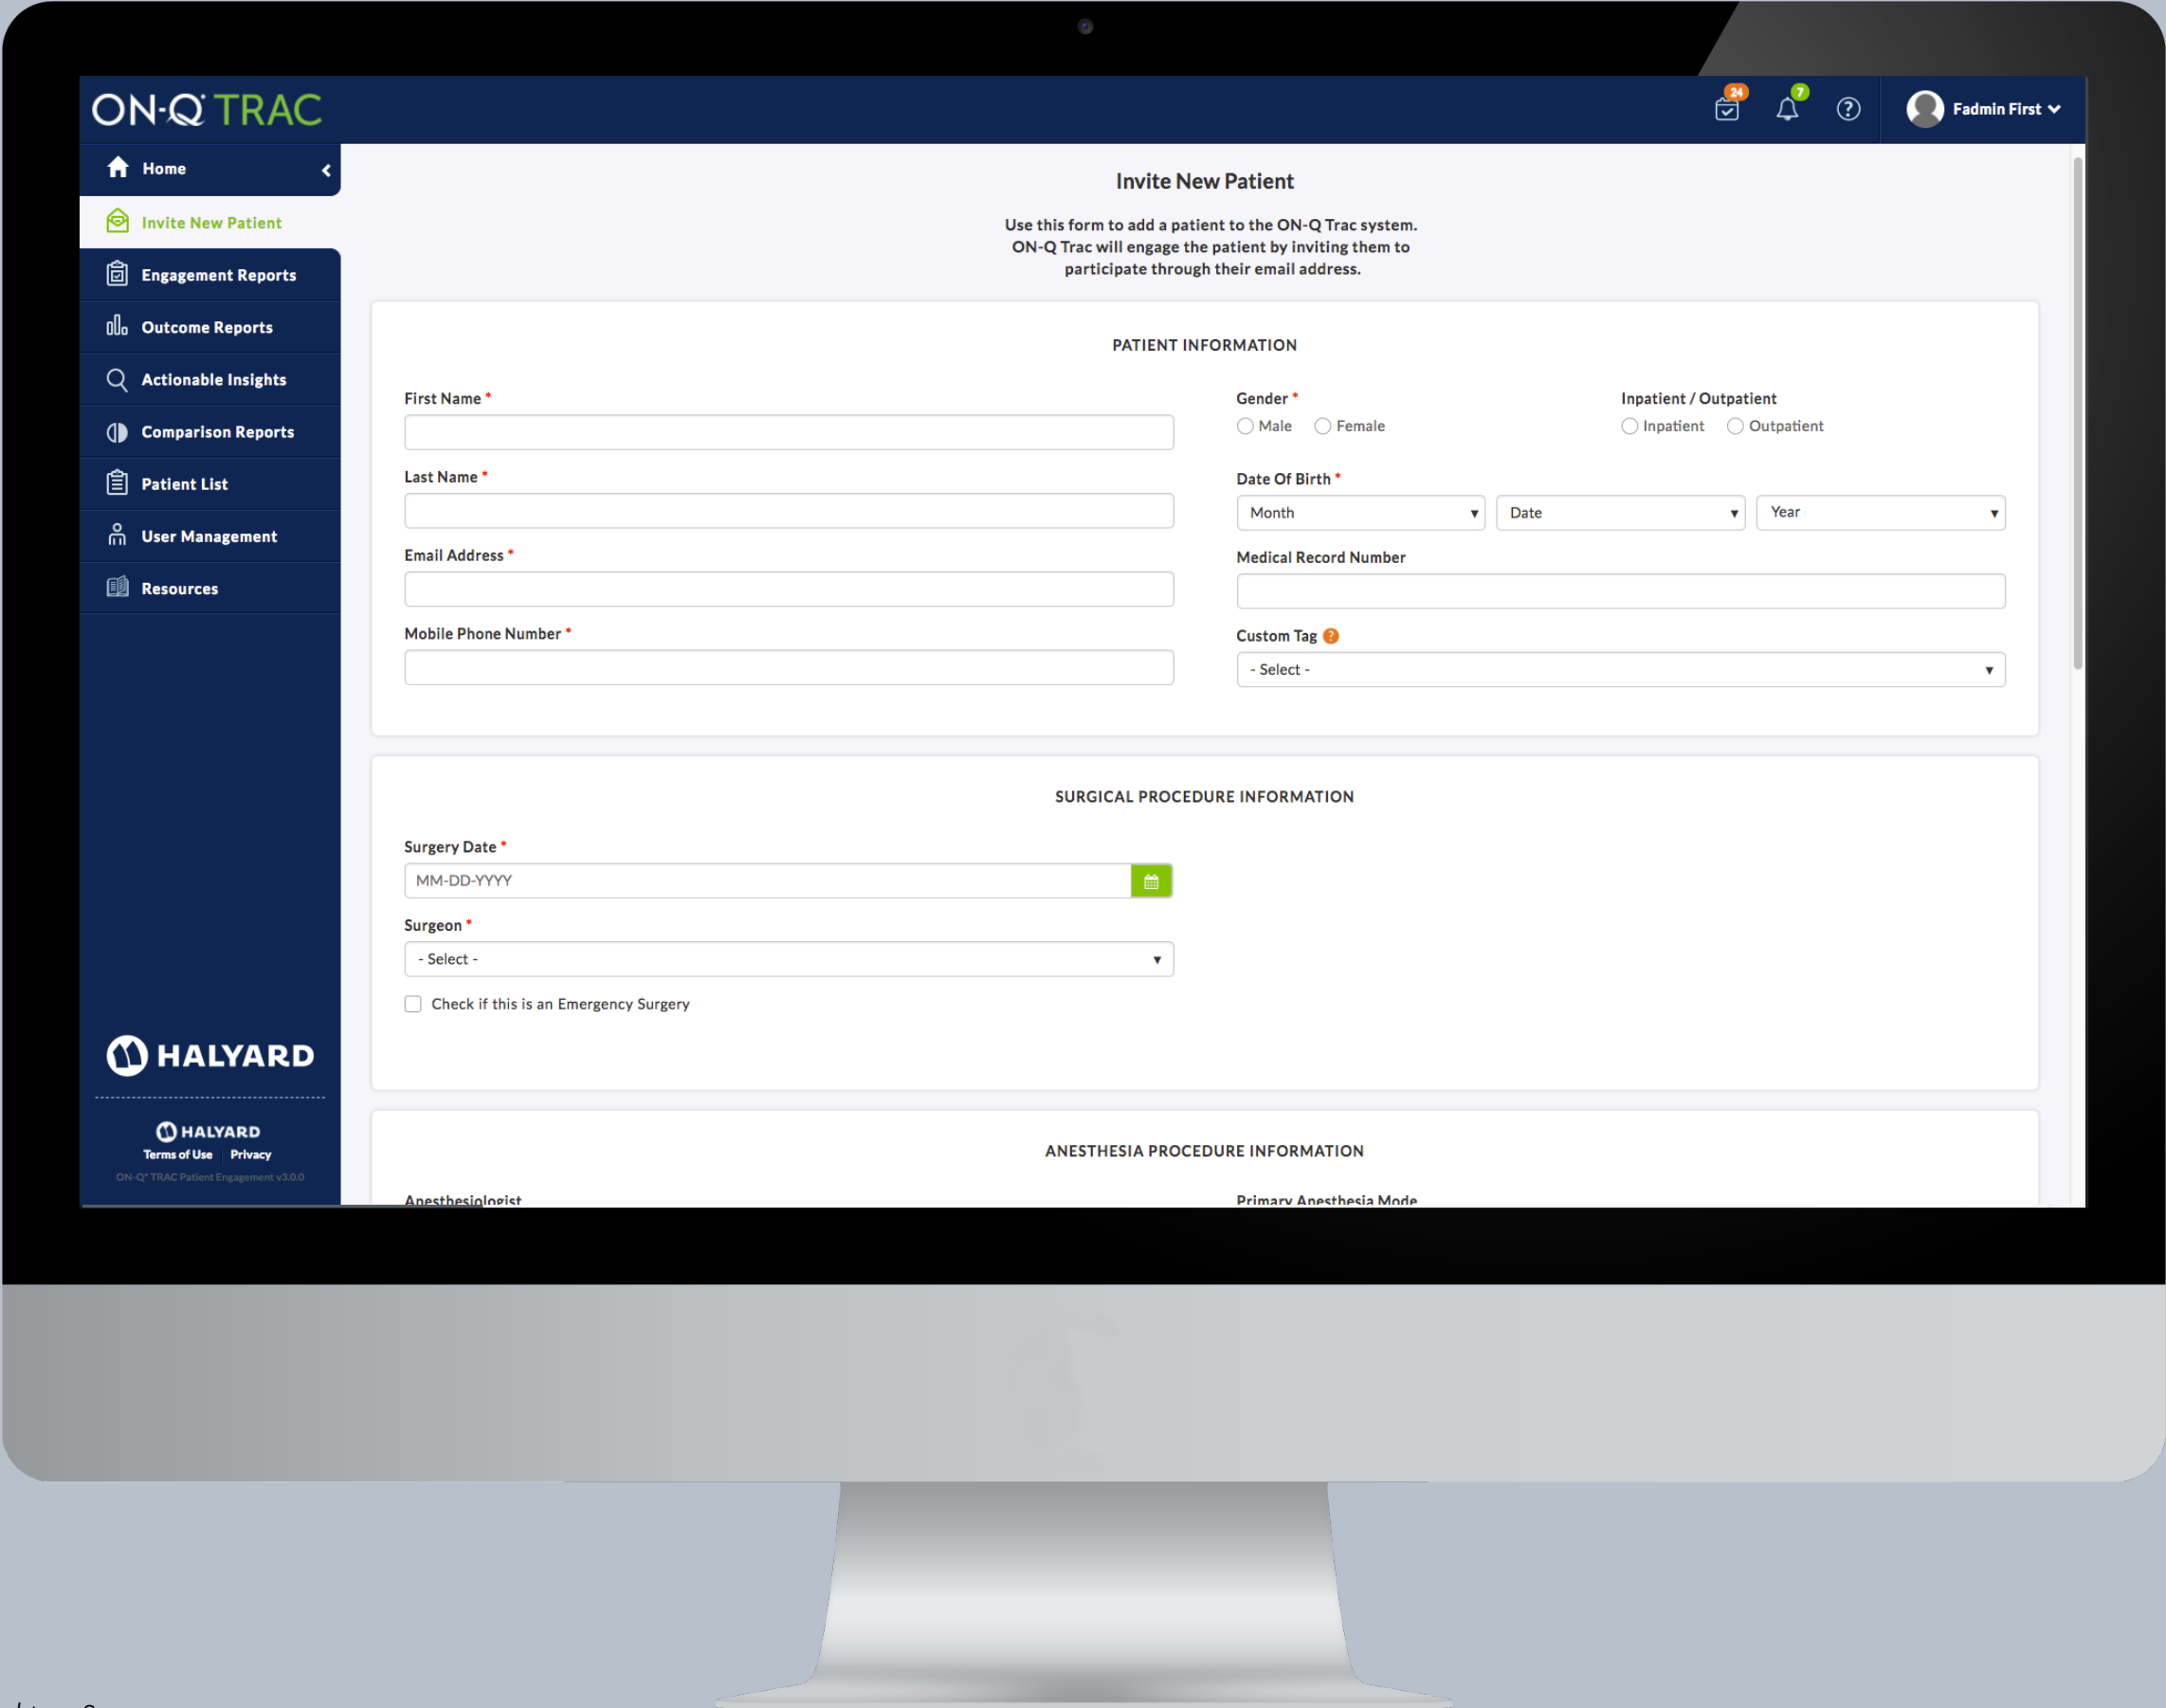 ON-Q* TRAC
24
7
?
Fadmin First
Home
Invite New Patient
Engagement Reports
Outcome Reports
Actionable Insights
Comparison Reports
Patient List
User Management
Resources
HALYARD
HALYARD
Terms of Use Privacy
ON-Q* TRAC Patient Engagement v3.0.0
Invite New Patient
Use this form to add a patient to the ON-Q Trac system.
ON-Q Trac will engage the patient by inviting them to
participate through their email address.
PATIENT INFORMATION
First Name *
Last Name *
Email Address *
Mobile Phone Number *
Gender *
Male Female
Inpatient / Outpatient
Inpatient Outpatient
Date Of Birth *
Month Date Year
Medical Record Number
Custom Tag ?
- Select -
SURGICAL PROCEDURE INFORMATION
Surgery Date *
MM-DD-YYYY
Surgeon *
- Select -
Check if this is an Emergency Surgery
ANESTHESIA PROCEDURE INFORMATION
Anesthesiologist
Primary Anesthesia Mode